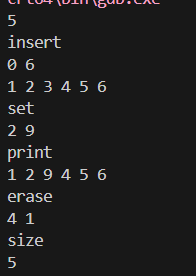 crto4\bin\gdb.exe
5
insert
0 6
1 2 3 4 5 6
set
2 9
print
1 2 9 4 5 6
erase
4 1
size
5